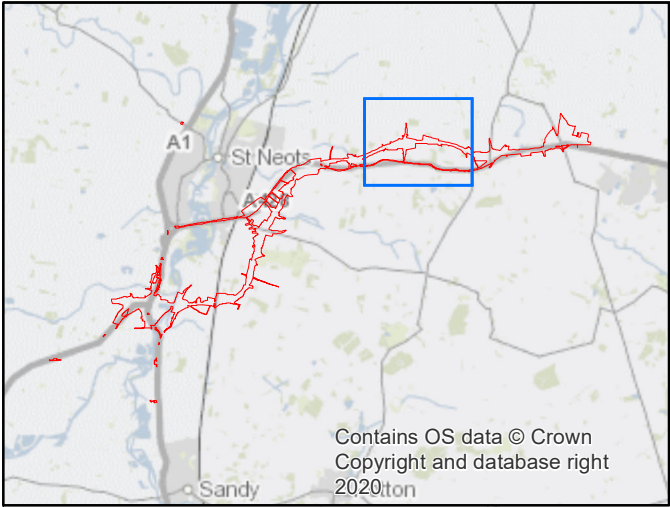 A1
St Neots
Contains OS data © Crown
Copyright and database right
2020
Sandy